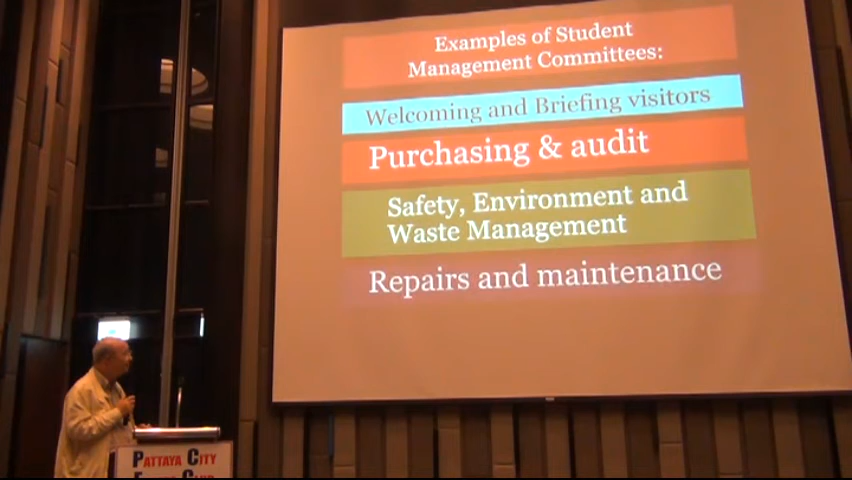 Examples of Student
Management Committees:
Welcoming and Briefing visitors
Purchasing & audit
Safety, Environment and
Waste Management
Repairs and maintenance
PATTAYA CITY